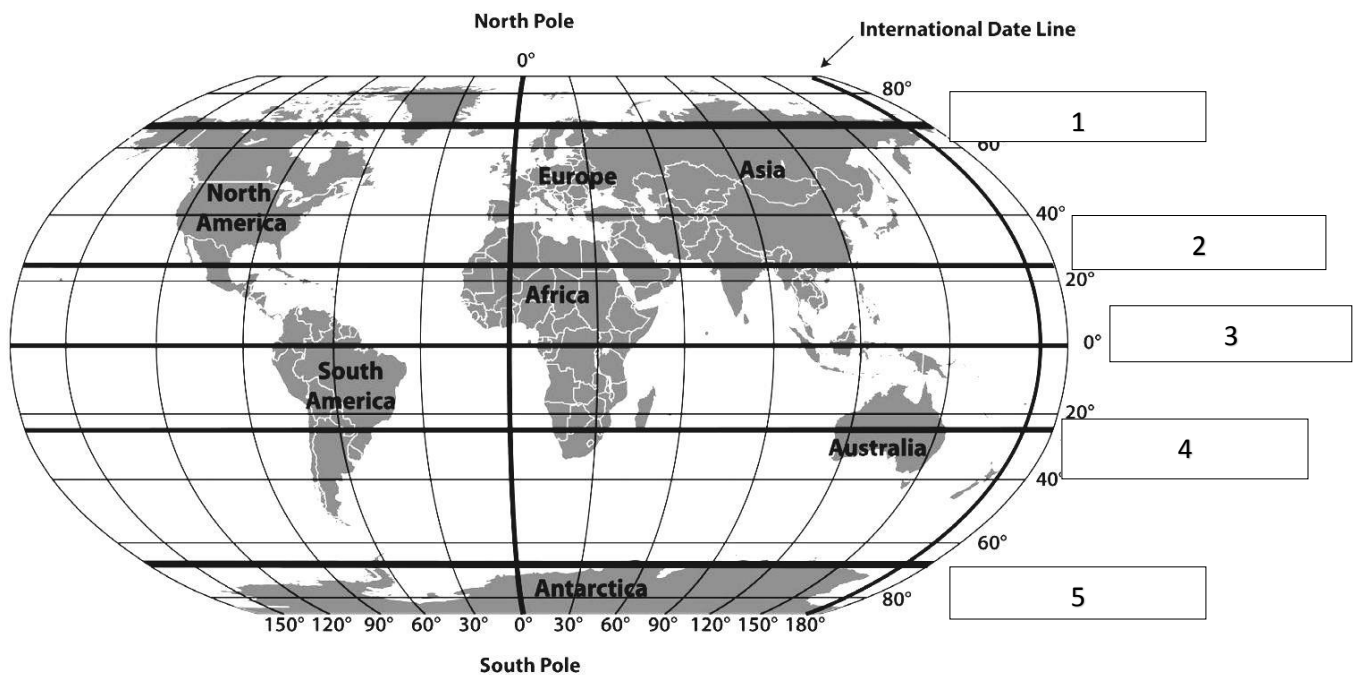 North Pole
International Date Line
0°
80°
1
60°
Europe
Asia
North
America
40°
2
20°
Africa
3
0°
South
America
20°
4
Australia
40°
60°
Antarctica
80°
5
150° 120° 90° 60° 30° 0° 30° 60° 90° 120° 150° 180°
South Pole